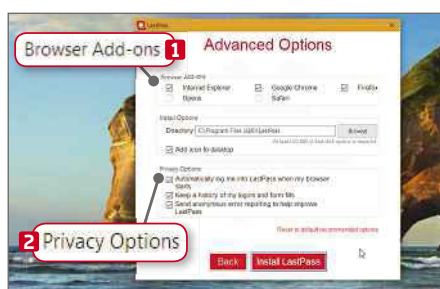 LastPass
Advanced Options
Browser Add-ons 1
Browser Add-ons
Internet Explorer
Google Chrome
Firefox
Opera
Safari
Install Options
Directory C:\Program Files (x86)\LastPass
Browse
Add icon to desktop
Privacy Options
Automatically log me into LastPass when my browser
starts
Keep a history of my logins and form fills
Send anonymous error reporting to help improve
LastPass
2 Privacy Options
Reset to default recommended options
Back
Install LastPass